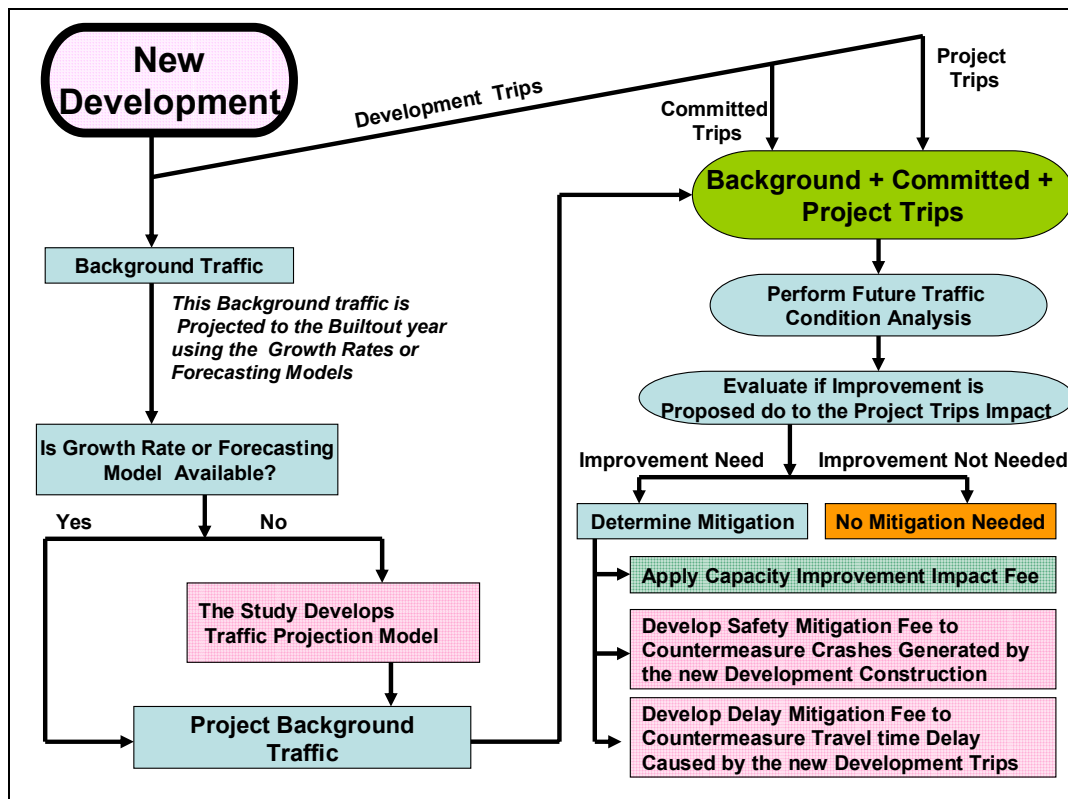 New
Development
Development Trips
Project
Trips
Committed
Trips
Background + Committed +
Project Trips
Background Traffic
This Background traffic is
Projected to the Builtout year
using the Growth Rates or
Forecasting Models
Perform Future Traffic
Condition Analysis
Evaluate if Improvement is
Proposed do to the Project Trips Impact
Is Growth Rate or Forecasting
Model Available?
Yes
No
Improvement Need
Improvement Not Needed
Determine Mitigation
No Mitigation Needed
The Study Develops
Traffic Projection Model
Project Background
Traffic
Apply Capacity Improvement Impact Fee
Develop Safety Mitigation Fee to
Countermeasure Crashes Generated by
the new Development Construction
Develop Delay Mitigation Fee to
Countermeasure Travel time Delay
Caused by the new Development Trips